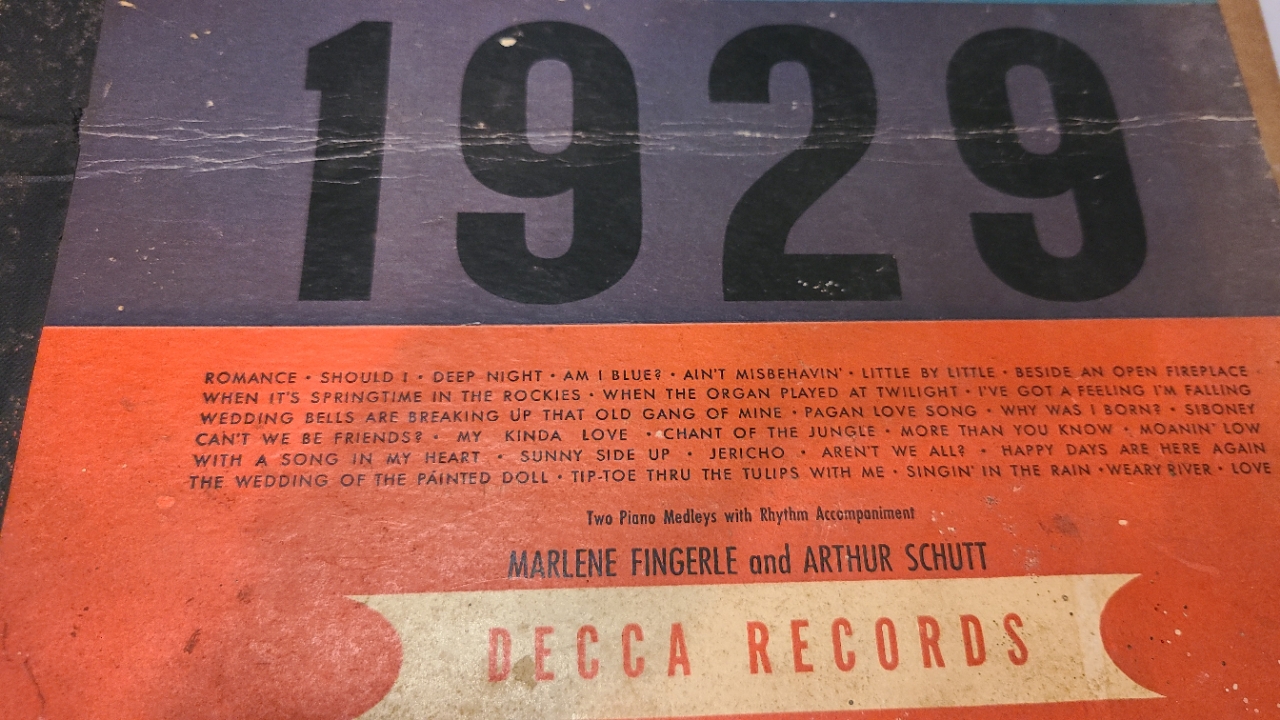 1929
ROMANCE • SHOULD I • DEEP NIGHT • AM I BLUE? • AIN'T MISBEHAVIN' • LITTLE BY LITTLE • BESIDE AN OPEN FIREPLACE •
WHEN IT'S SPRINGTIME IN THE ROCKIES • WHEN THE ORGAN PLAYED AT TWILIGHT • I'VE GOT A FEELING I'M FALLING
WEDDING BELLS ARE BREAKING UP THAT OLD GANG OF MINE • PAGAN LOVE SONG • WHY WAS I BORN? • SIBONEY
CAN'T WE BE FRIENDS? • MY KINDA LOVE • CHANT OF THE JUNGLE • MORE THAN YOU KNOW • MOANIN' LOW
WITH A SONG IN MY HEART • SUNNY SIDE UP • JERICHO • AREN'T WE ALL? • HAPPY DAYS ARE HERE AGAIN
THE WEDDING OF THE PAINTED DOLL • TIP-TOE THRU THE TULIPS WITH ME • SINGIN' IN THE RAIN • WEARY RIVER • LOVE
Two Piano Medleys with Rhythm Accompaniment
MARLENE FINGERLE and ARTHUR SCHUTT
DECCA RECORDS